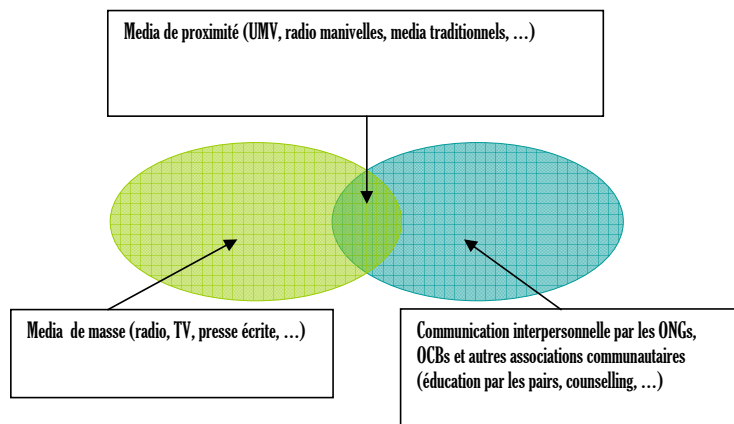 Media de proximité (UMV, radio manivelles, media traditionnels, …)
Media de masse (radio, TV, presse écrite, …)
Communication interpersonnelle par les ONGs,
OCBs et autres associations communautaires
(éducation par les pairs, counselling, …)